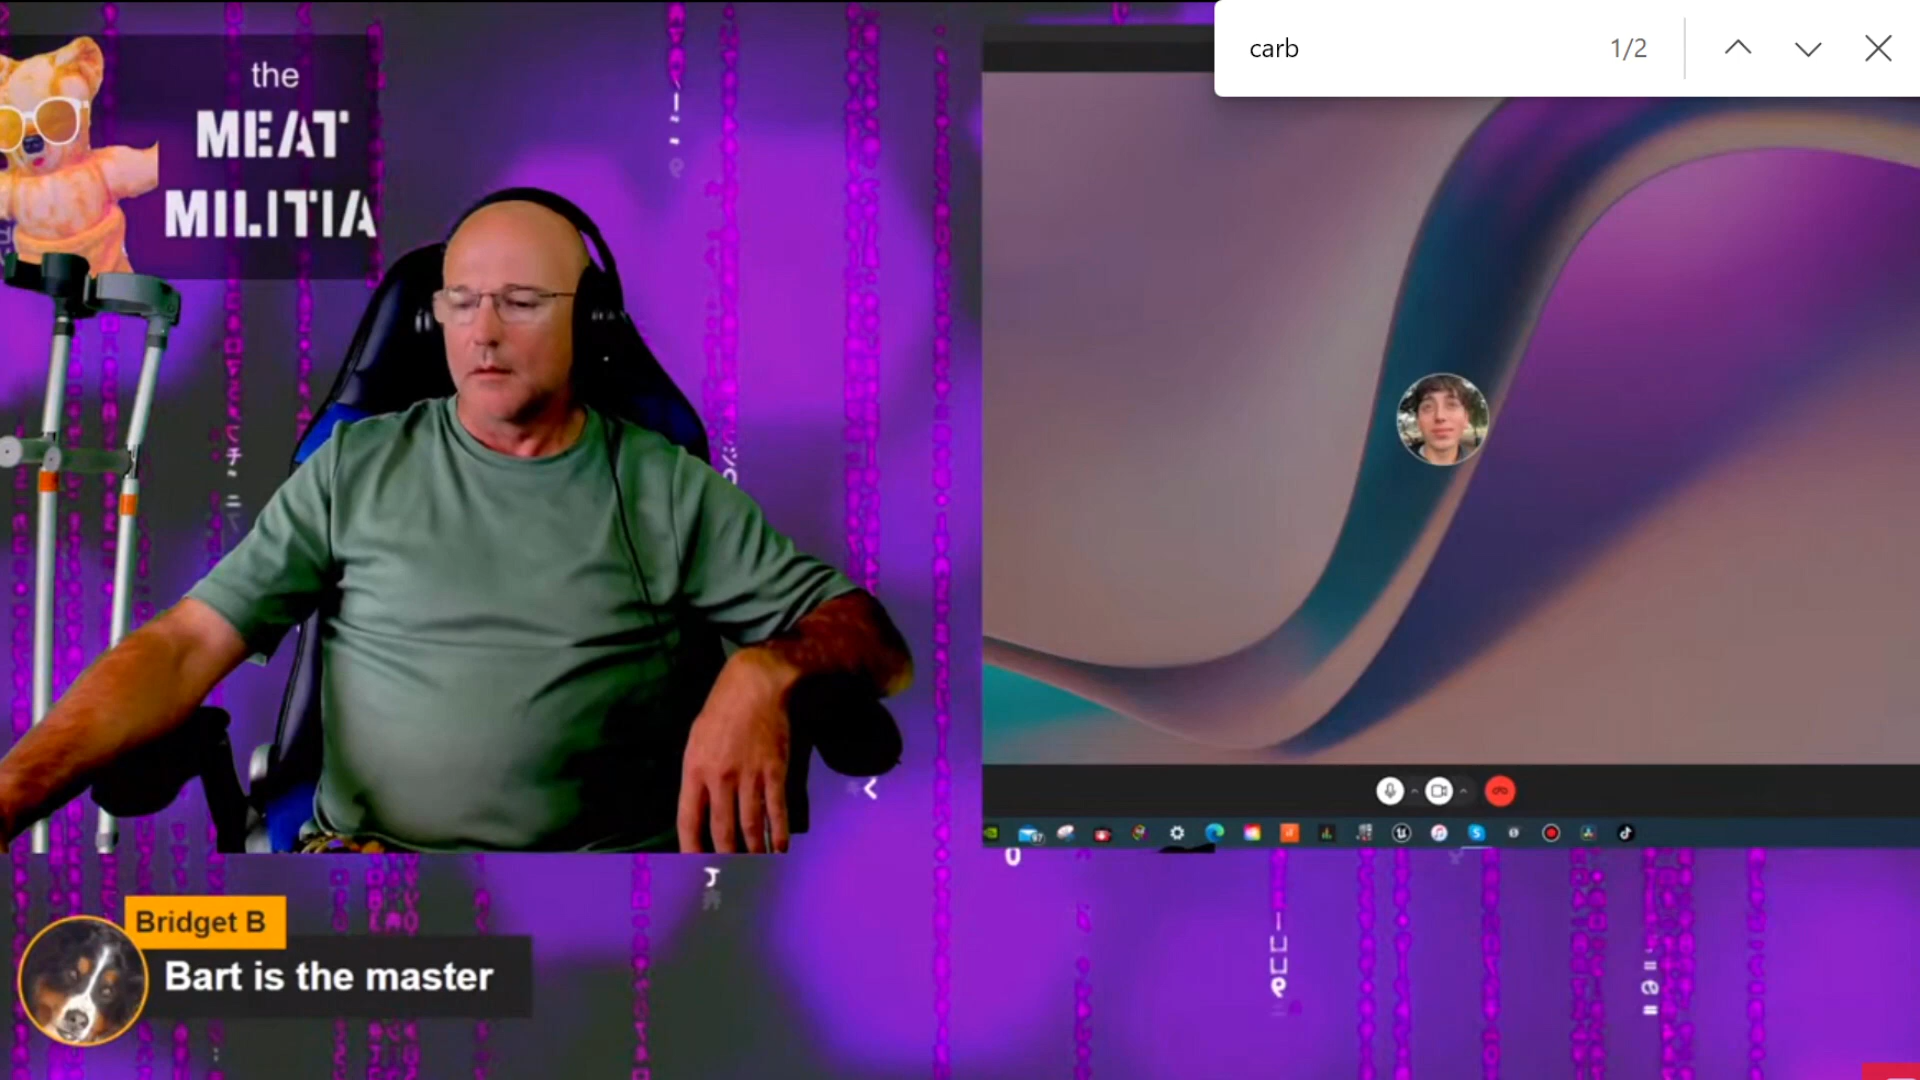 carb
1/2
the
MEAT
MILITIA
Bridget B
Bart is the master